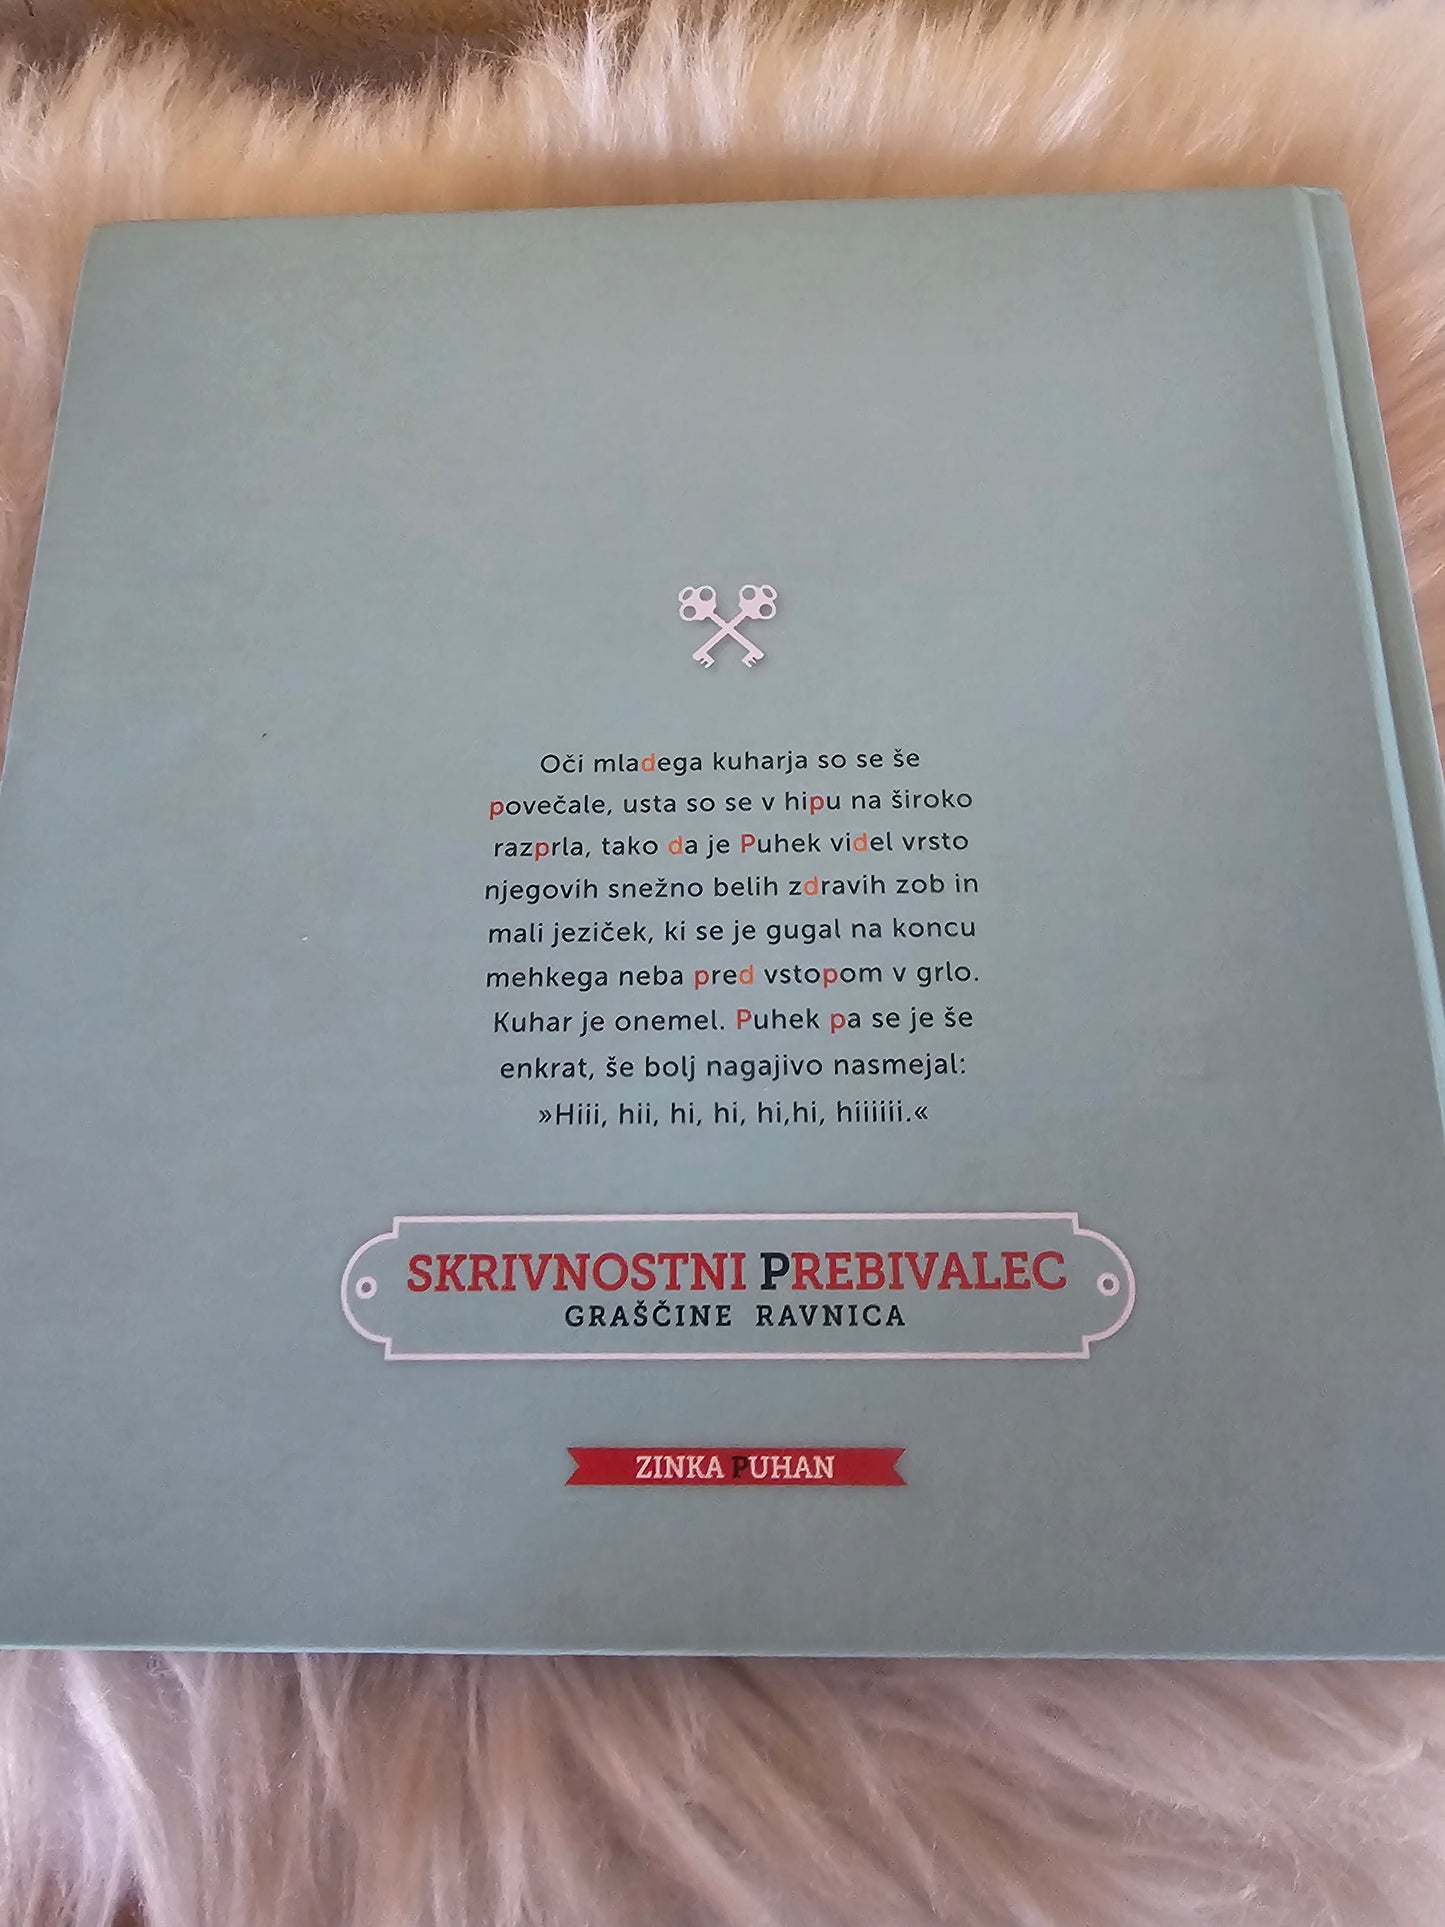 Oči mladega kuharja so se še
povečale, usta so se v hipu na široko
razprla, tako da je Puhek videl vrsto
njegovih snežno belih zdravih zob in
mali jeziček, ki se je gugal na koncu
mehkega neba pred vstopom v grlo.
Kuhar je onemel. Puhek pa se je še
enkrat, še bolj nagajivo nasmejal:
»Hiii, hii, hi, hi, hi,hi, hiiiiii.«
SKRIVNOSTNI PREBIVALEC
GRAŠČINE RAVNICA
ZINKA PUHAN